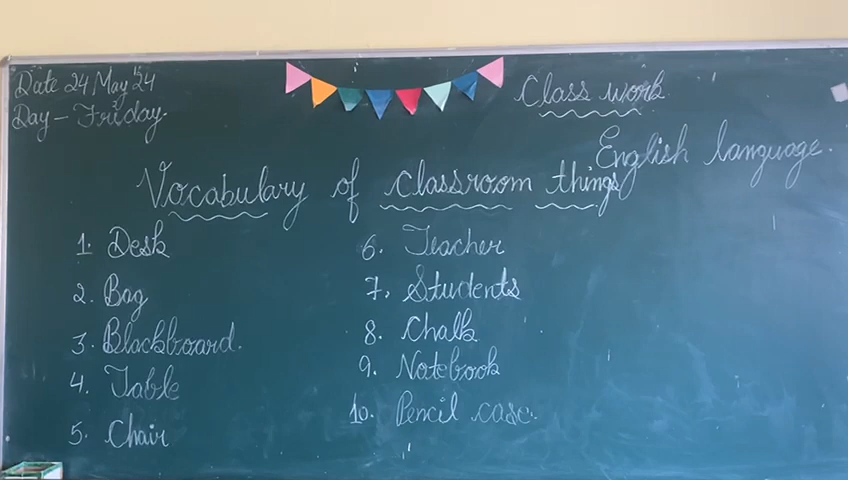 Date 24 May '24
Day - Friday.
Class work
English language.
Vocabulary of classroom things
1. Desk
2. Bag
3. Blackboard.
4. Table
5. Chair
6. Teacher
7. Students
8. Chalk
9. Notebook
10. Pencil case.